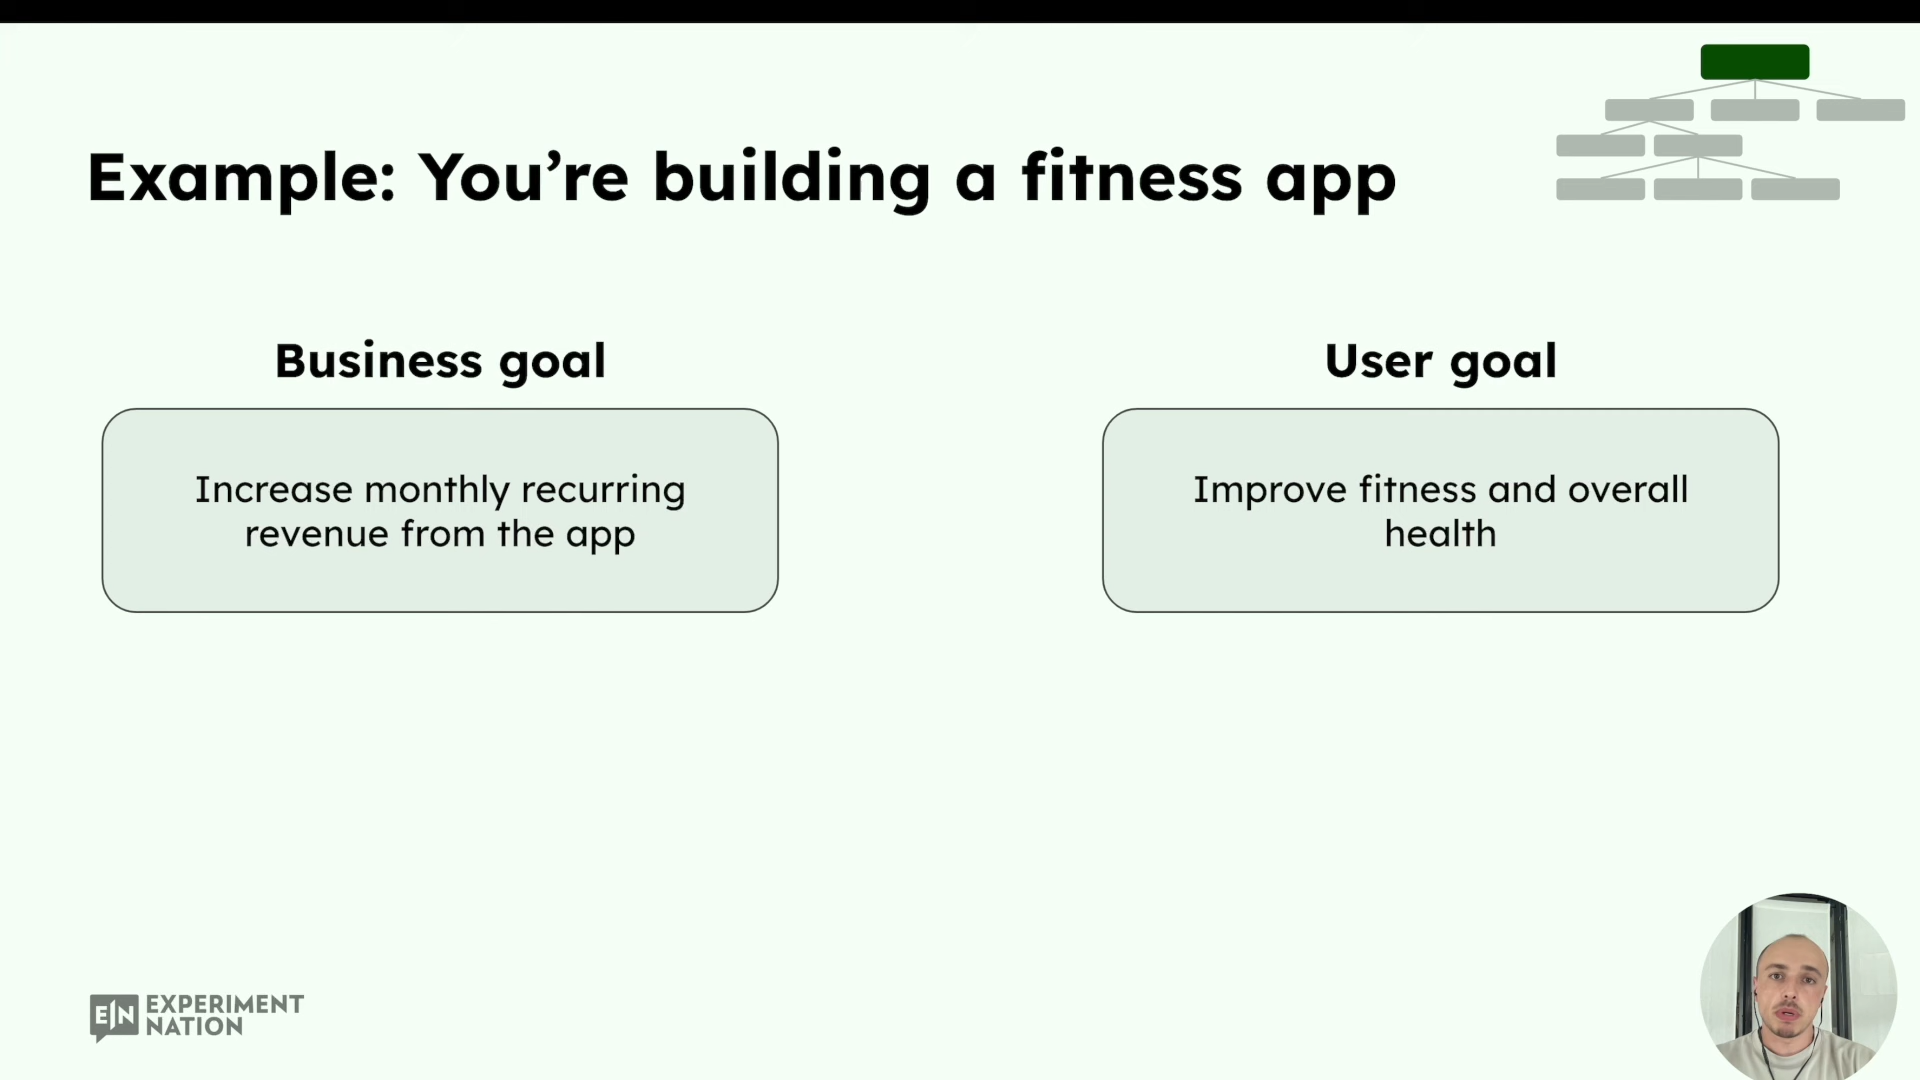 Example: You’re building a fitness app
Business goal
Increase monthly recurring
revenue from the app
User goal
Improve fitness and overall
health
EN EXPERIMENT
NATION